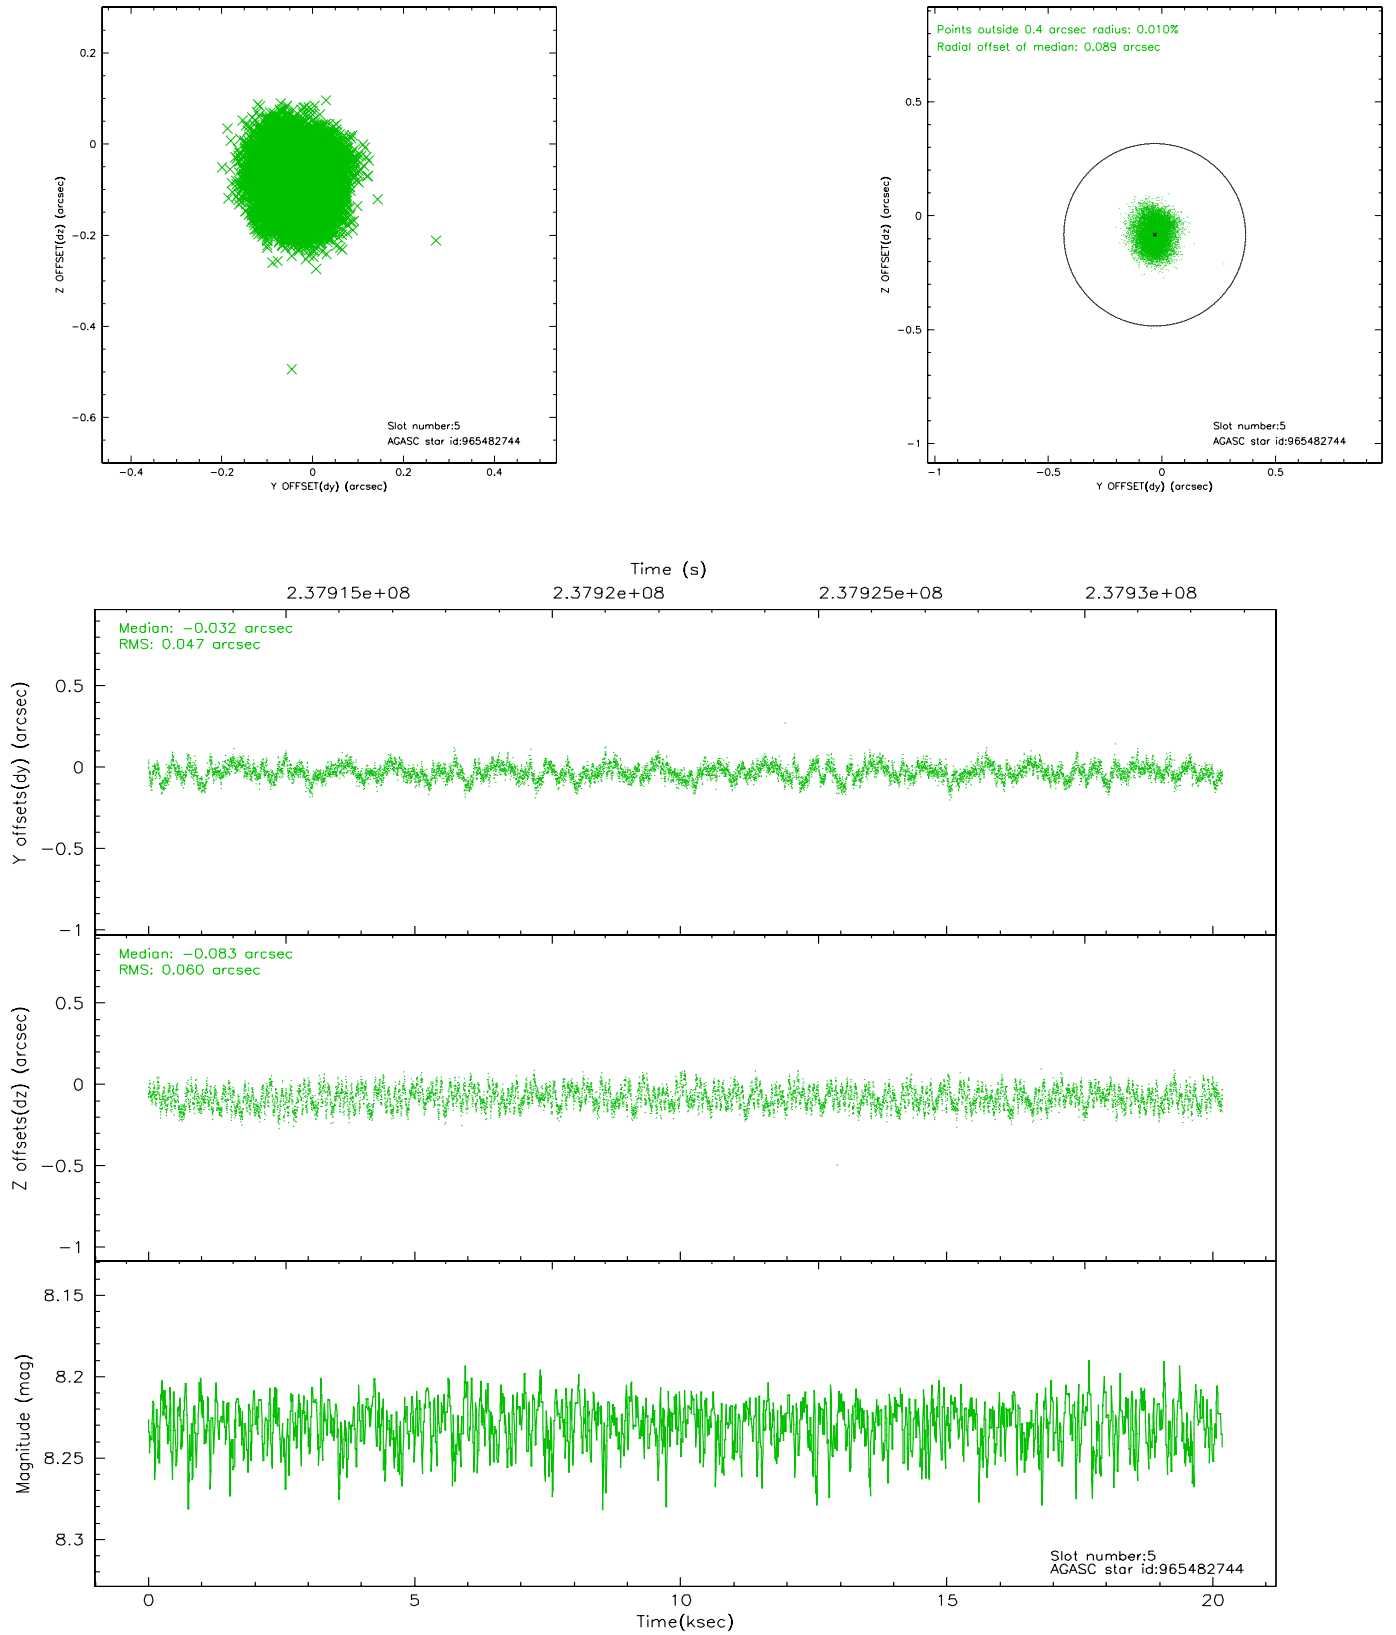 0.2
0
−0.2
−0.4
−0.6
Z OFFSET(dz) (arcsec)
Slot number:5
AGASC star id:965482744
−0.4
−0.2
0
0.2
0.4
Y OFFSET(dy) (arcsec)
Points outside 0.4 arcsec radius: 0.010%
Radial offset of median: 0.089 arcsec
0.5
0
−0.5
−1
Z OFFSET(dz) (arcsec)
Slot number:5
AGASC star id:965482744
−1
−0.5
0
0.5
Y OFFSET(dy) (arcsec)
Time (s)
2.37915e+08
2.3792e+08
2.37925e+08
2.3793e+08
Median: −0.032 arcsec
RMS: 0.047 arcsec
0.5
0
−0.5
−1
Y offsets(dy) (arcsec)
Median: −0.083 arcsec
RMS: 0.060 arcsec
0.5
0
−0.5
−1
Z offsets(dz) (arcsec)
8.15
8.2
8.25
8.3
Magnitude (mag)
Slot number:5
AGASC star id:965482744
0
5
10
15
20
Time(ksec)